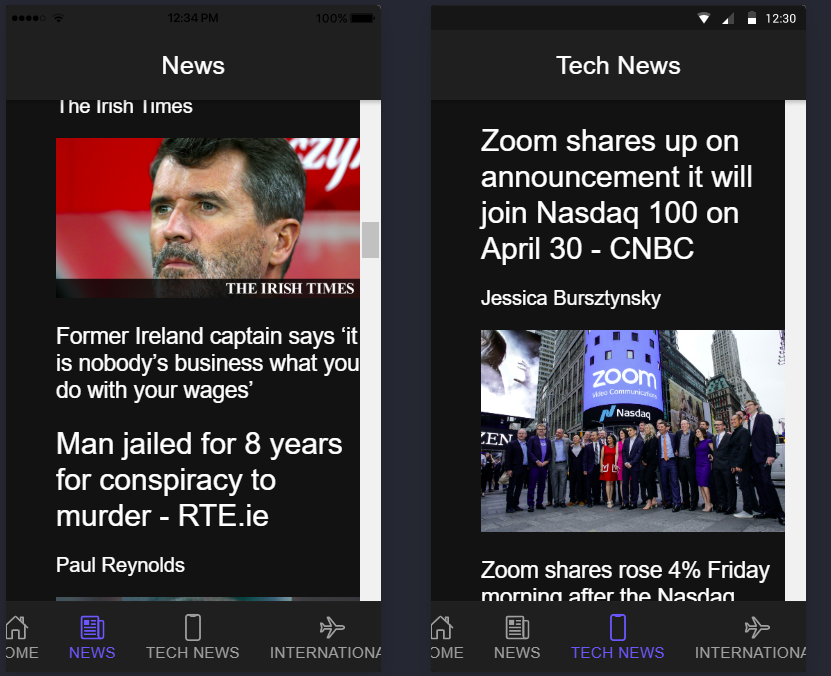 12:34 PM
100%
News
The Irish Times
THE IRISH TIMES
Former Ireland captain says ‘it
is nobody’s business what you
do with your wages’
Man jailed for 8 years
for conspiracy to
murder - RTE.ie
Paul Reynolds
OME
NEWS
TECH NEWS
INTERNATIONA
12:30
Tech News
Zoom shares up on
announcement it will
join Nasdaq 100 on
April 30 - CNBC
Jessica Bursztynsky
zoom
Video Communications
Nasdaq
ZEN
Zoom shares rose 4% Friday
morning after the Nasdaq
OME
NEWS
TECH NEWS
INTERNATIONA